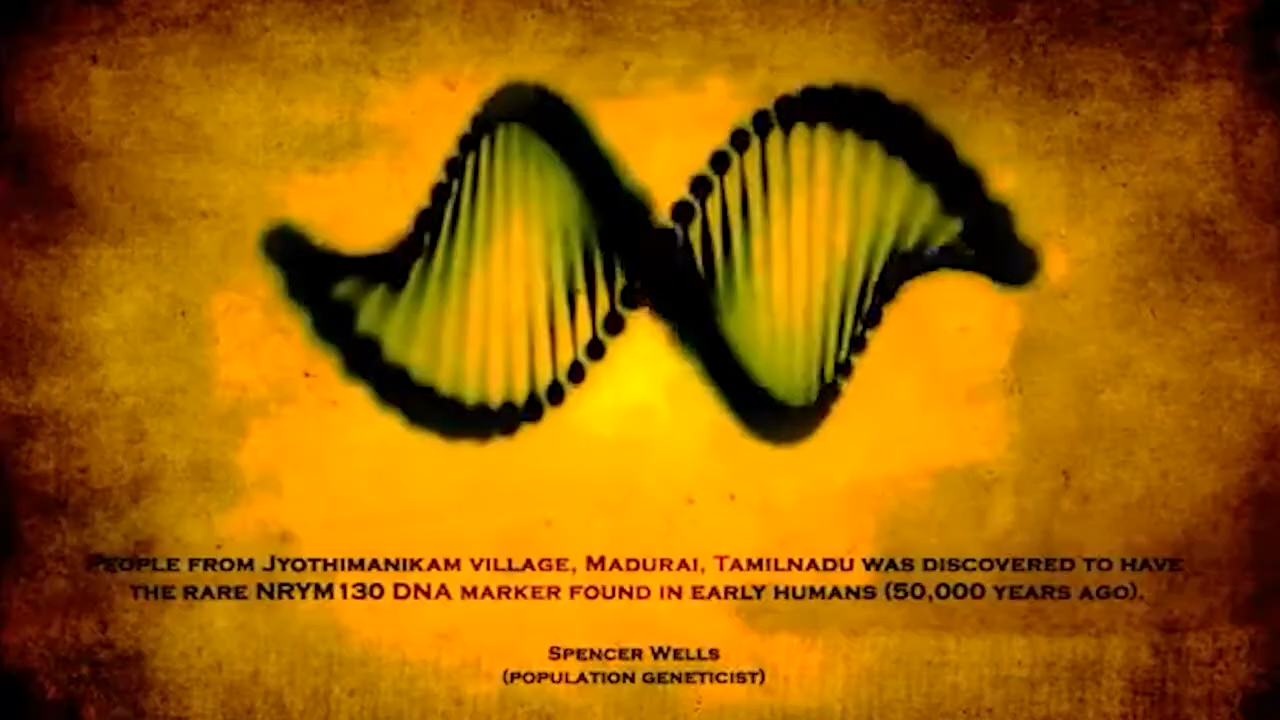 People from Jyothimanikam village, Madurai, Tamilnadu was discovered to have
the rare NRYM130 DNA marker found in early humans (50,000 years ago).
Spencer Wells
(population geneticist)